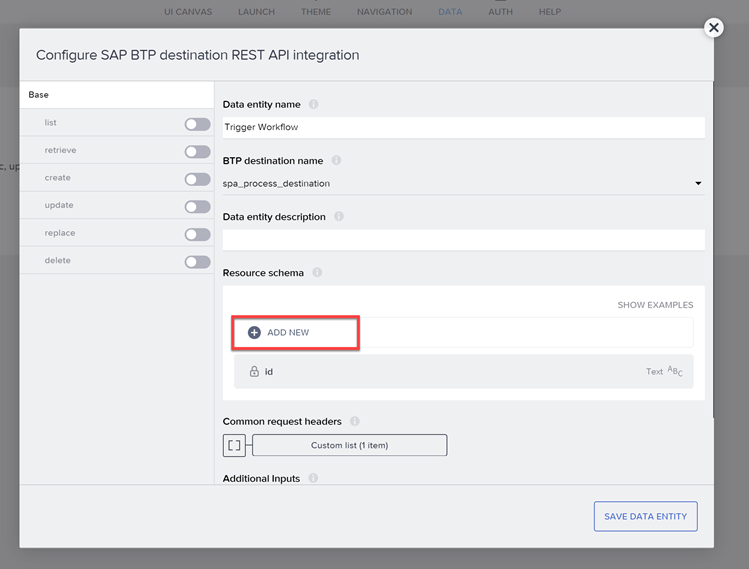 UI CANVAS LAUNCH THEME NAVIGATION DATA AUTH HELP
Configure SAP BTP destination REST API integration
Base
list
retrieve
create
update
replace
delete
c, up
Data entity name
Trigger Workflow
BTP destination name
spa_process_destination
Data entity description
Resource schema
SHOW EXAMPLES
ADD NEW
id Text ABC
Common request headers
Custom list (1 item)
Additional Inputs
SAVE DATA ENTITY